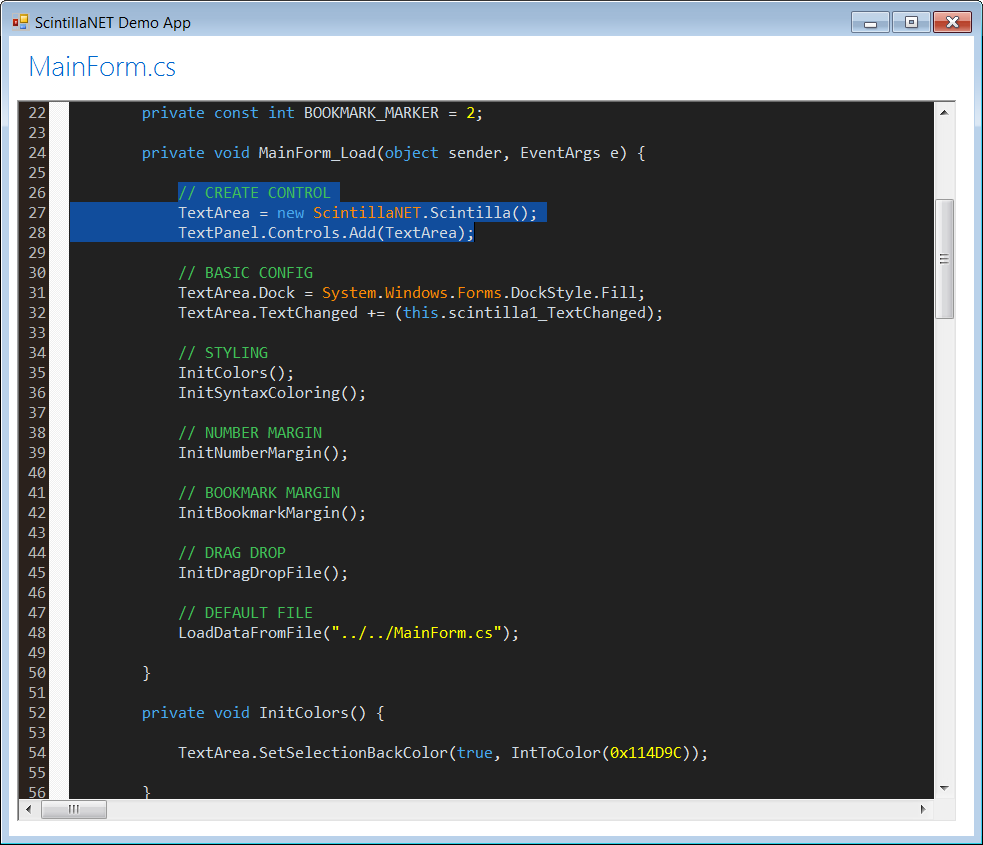 ScintillaNET Demo App
MainForm.cs
22 private const int BOOKMARK_MARKER = 2;
23
24 private void MainForm_Load(object sender, EventArgs e) {
25
26 // CREATE CONTROL
27 TextArea = new ScintillaNET.Scintilla();
28 TextPanel.Controls.Add(TextArea);
29
30 // BASIC CONFIG
31 TextArea.Dock = System.Windows.Forms.DockStyle.Fill;
32 TextArea.TextChanged += (this.scintilla1_TextChanged);
33
34 // STYLING
35 InitColors();
36 InitSyntaxColoring();
37
38 // NUMBER MARGIN
39 InitNumberMargin();
40
41 // BOOKMARK MARGIN
42 InitBookmarkMargin();
43
44 // DRAG DROP
45 InitDragDropFile();
46
47 // DEFAULT FILE
48 LoadDataFromFile("../../MainForm.cs");
49
50 }
51
52 private void InitColors() {
53
54 TextArea.SetSelectionBackColor(true, IntToColor(0x114D9C));
55
56 }